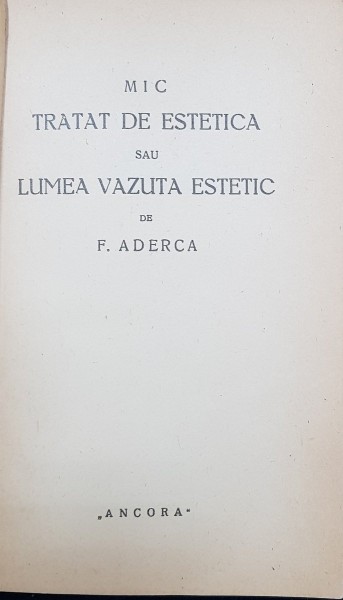 MIC
TRATAT DE ESTETICA
SAU
LUMEA VAZUTA ESTETIC
DE
F. ADERCA
„ANCORA“